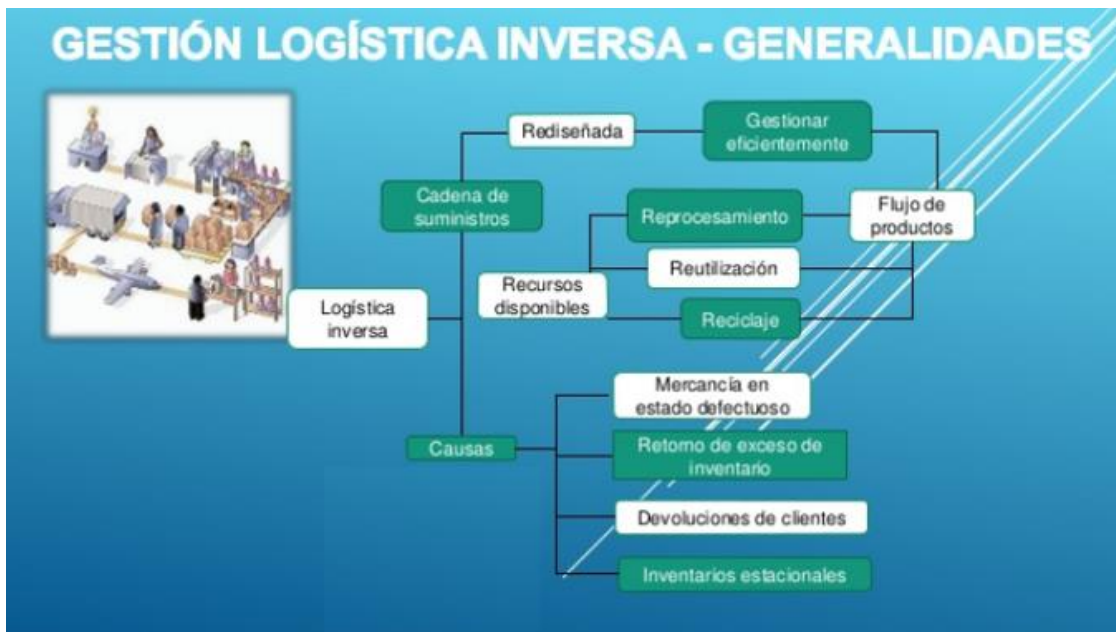 GESTIÓN LOGÍSTICA INVERSA - GENERALIDADES
Rediseñada
Gestionar
eficientemente
Cadena de
suministros
Reprocesamiento
Flujo de
productos
Reutilización
Recursos
disponibles
Logística
inversa
Reciclaje
Mercancía en
estado defectuoso
Causas
Retorno de exceso de
inventario
Devoluciones de clientes
Inventarios estacionales